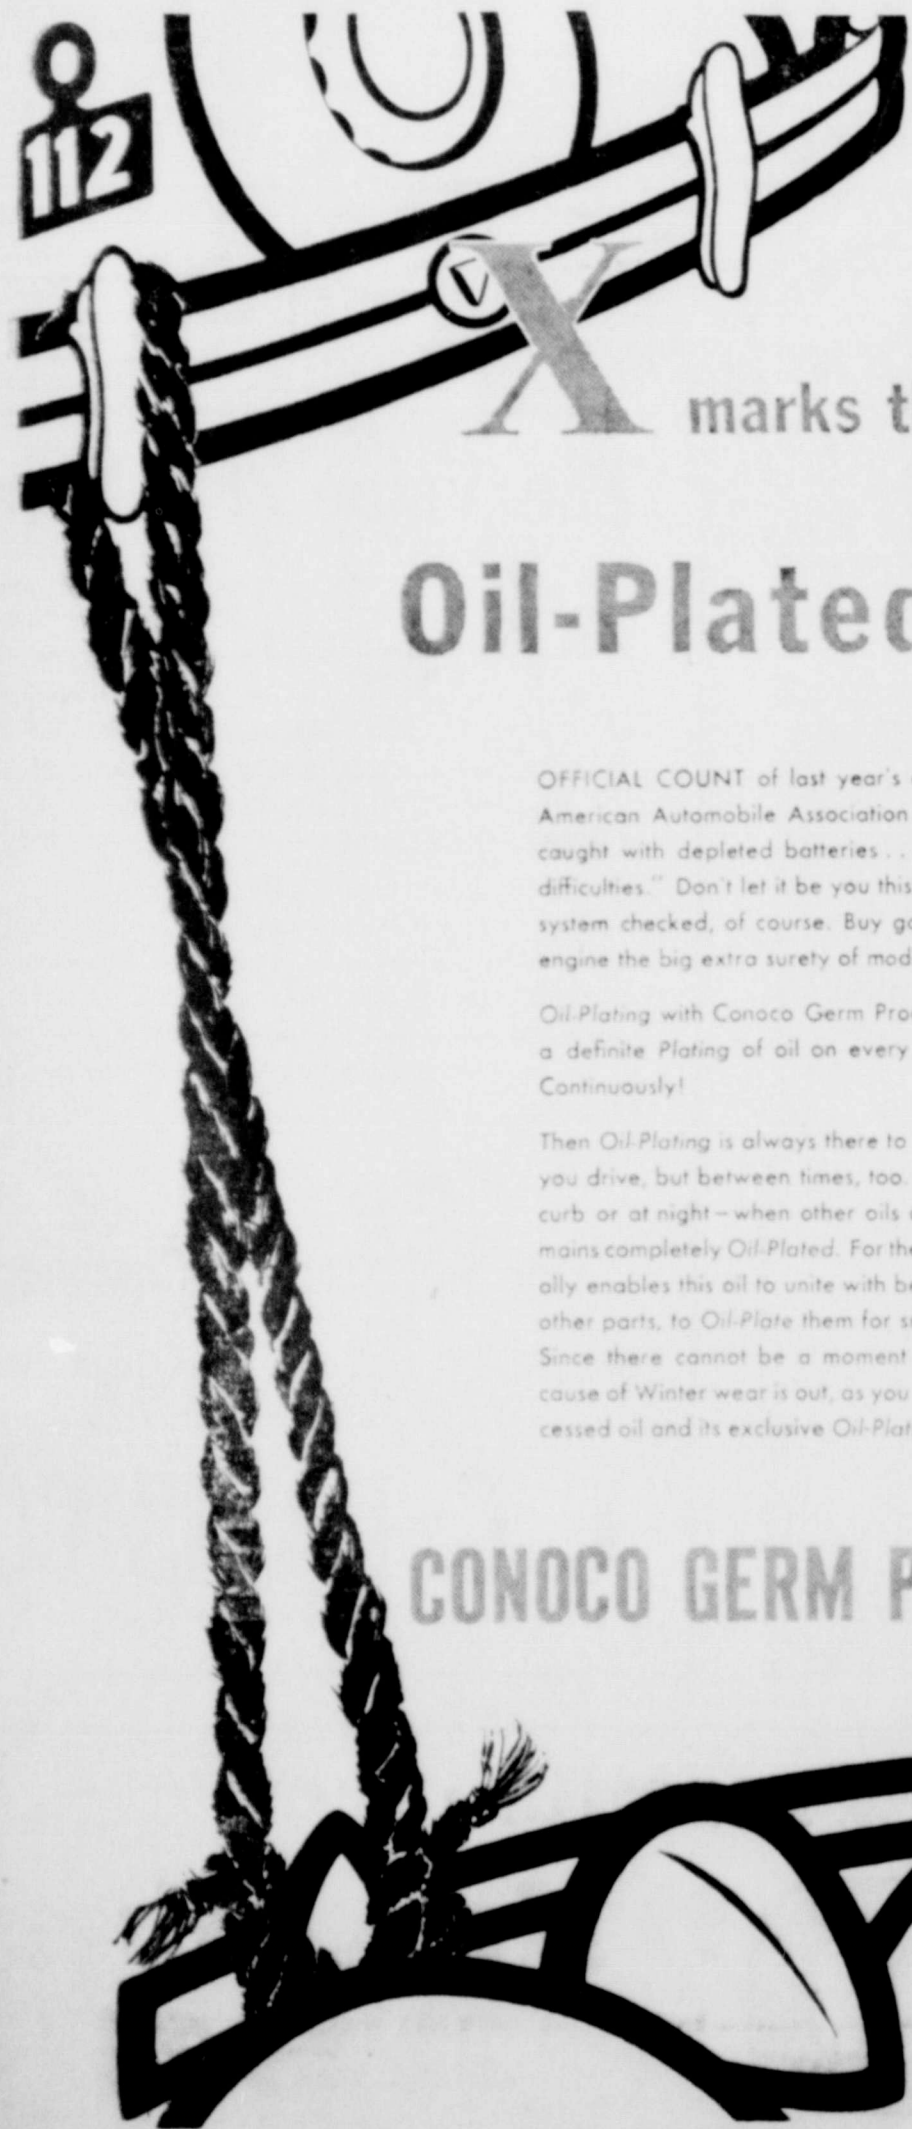 112
X marks t
Oil-Plated
OFFICIAL COUNT of last year's
American Automobile Association
caught with depleted batteries . .
difficulties." Don't let it be you this
system checked, of course. Buy go
engine the big extra surety of mod
Oil-Plating with Conoco Germ Pro
a definite Plating of oil on every
Continuously!
Then Oil-Plating is always there to
you drive, but between times, too.
curb or at night—when other oils
mains completely Oil-Plated. For the
ally enables this oil to unite with be
other parts, to Oil-Plate them for s
Since there cannot be a moment
cause of Winter wear is out, as you
cessed oil and its exclusive Oil-Plat
CONOCO GERM P